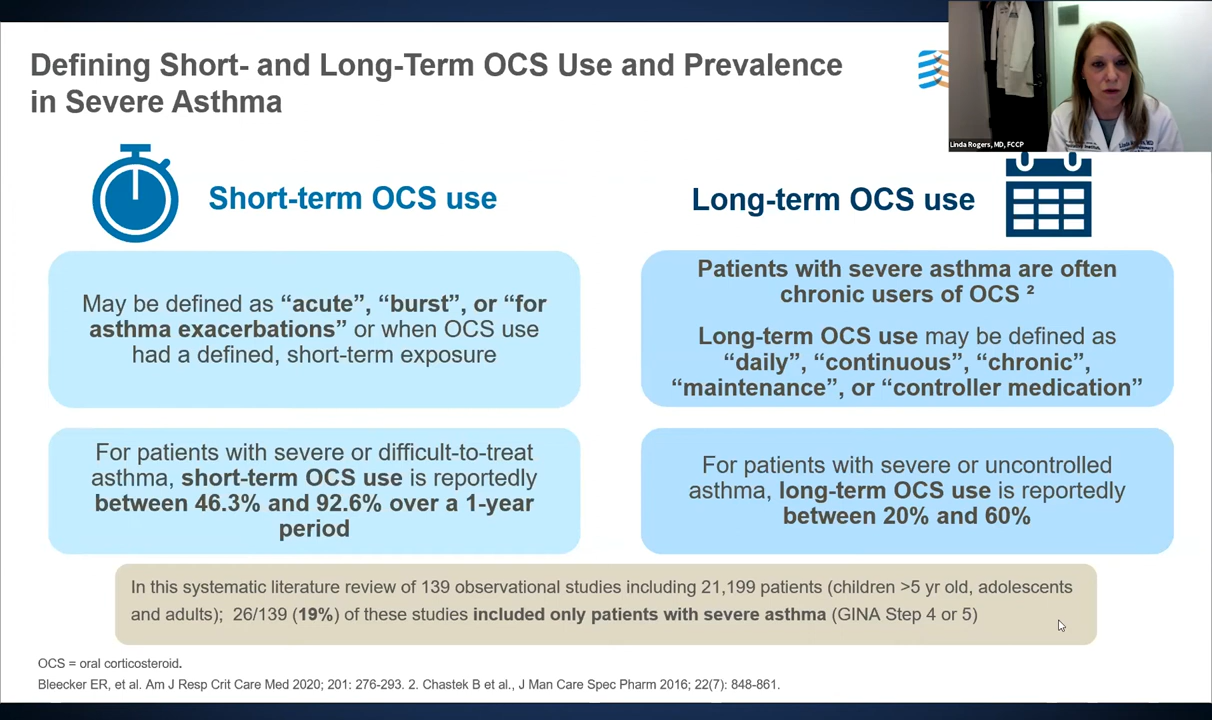 Defining Short- and Long-Term OCS Use and Prevalence
in Severe Asthma
Linda Rogers, MD, FCCP
Short-term OCS use
May be defined as “acute”, “burst”, or “for
asthma exacerbations” or when OCS use
had a defined, short-term exposure
For patients with severe or difficult-to-treat
asthma, short-term OCS use is reportedly
between 46.3% and 92.6% over a 1-year
period
Long-term OCS use
Patients with severe asthma are often
chronic users of OCS ²
Long-term OCS use may be defined as
“daily”, “continuous”, “chronic”,
“maintenance”, or “controller medication”
For patients with severe or uncontrolled
asthma, long-term OCS use is reportedly
between 20% and 60%
In this systematic literature review of 139 observational studies including 21,199 patients (children >5 yr old, adolescents
and adults); 26/139 (19%) of these studies included only patients with severe asthma (GINA Step 4 or 5)
OCS = oral corticosteroid.
Bleecker ER, et al. Am J Resp Crit Care Med 2020; 201: 276-293. 2. Chastek B et al., J Man Care Spec Pharm 2016; 22(7): 848-861.